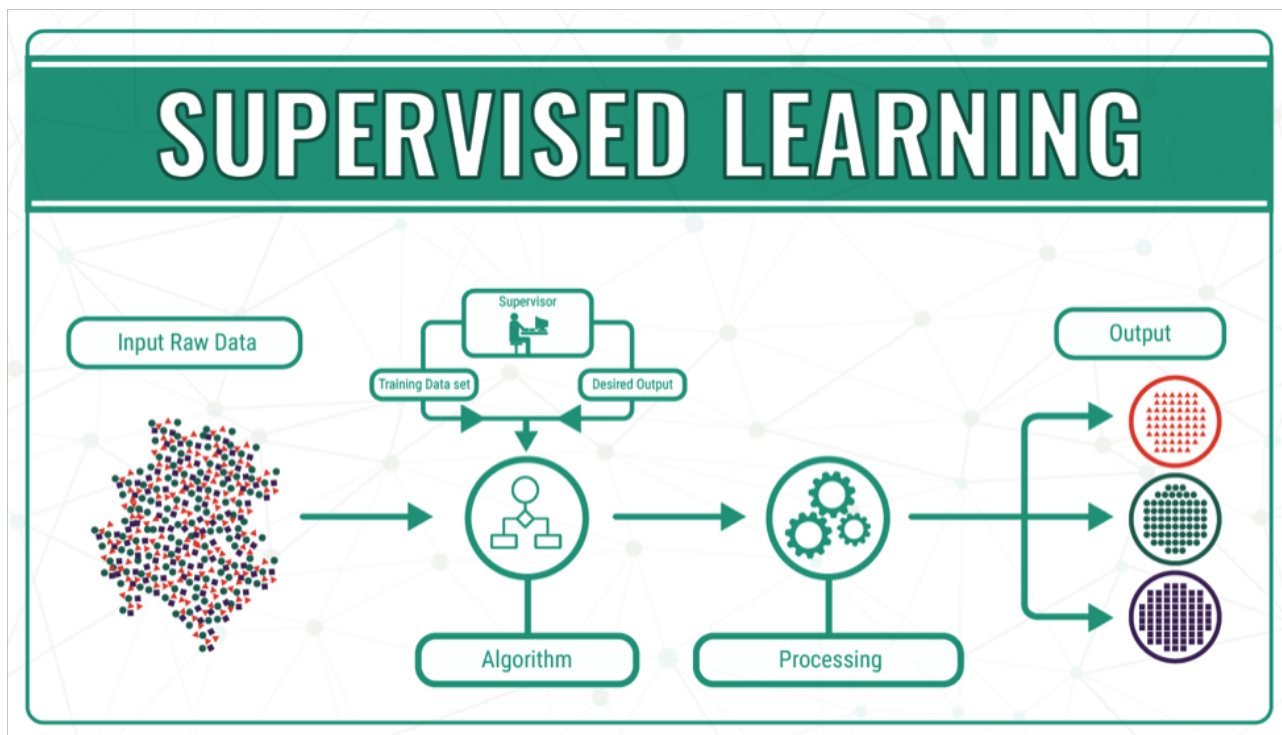 SUPERVISED LEARNING
Supervisor
Input Raw Data
Output
Training Data set
Desired Output
Algorithm
Processing